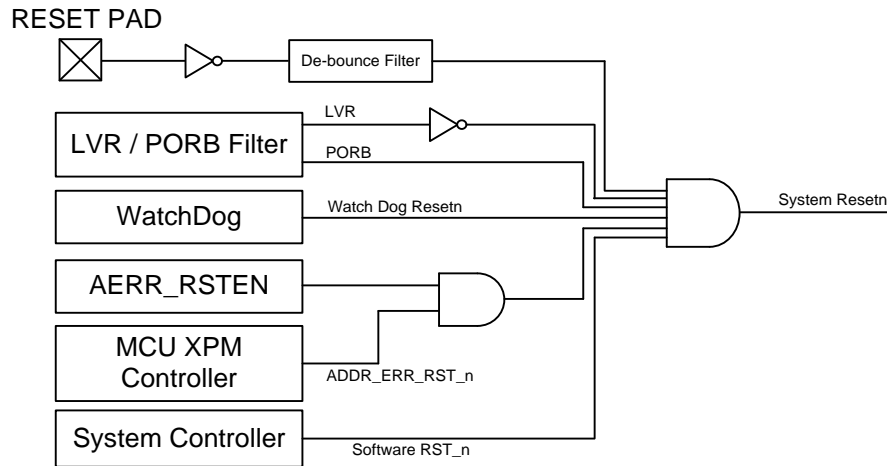 RESET PAD
De-bounce Filter
LVR / PORB Filter
LVR
PORB
WatchDog
Watch Dog Resetn
System Resetn
AERR_RSTEN
MCU XPM
Controller
ADDR_ERR_RST_n
System Controller
Software RST_n